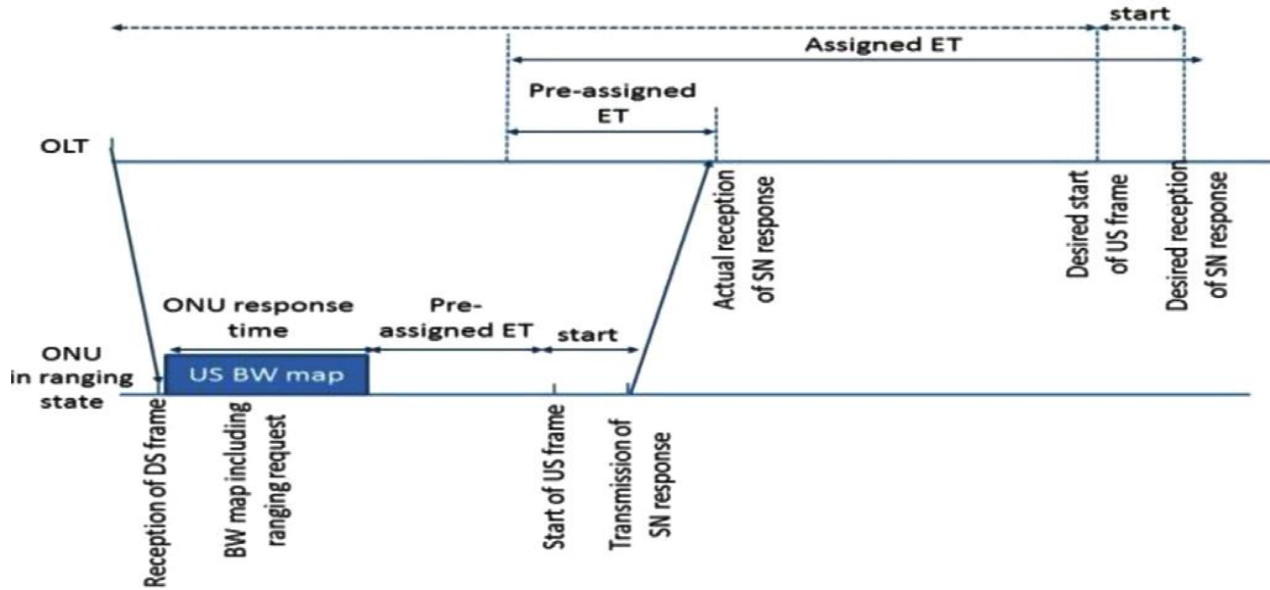 start
Assigned ET
Pre-assigned
ET
OLT
Actual reception
of SN response
Desired start
of US frame
Desired reception
of SN response
ONU response
time
Pre-
assigned ET
start
ONU
in ranging
state
US BW map
Reception of DS frame
BW map including
ranging request
Start of US frame
Transmission of
SN response